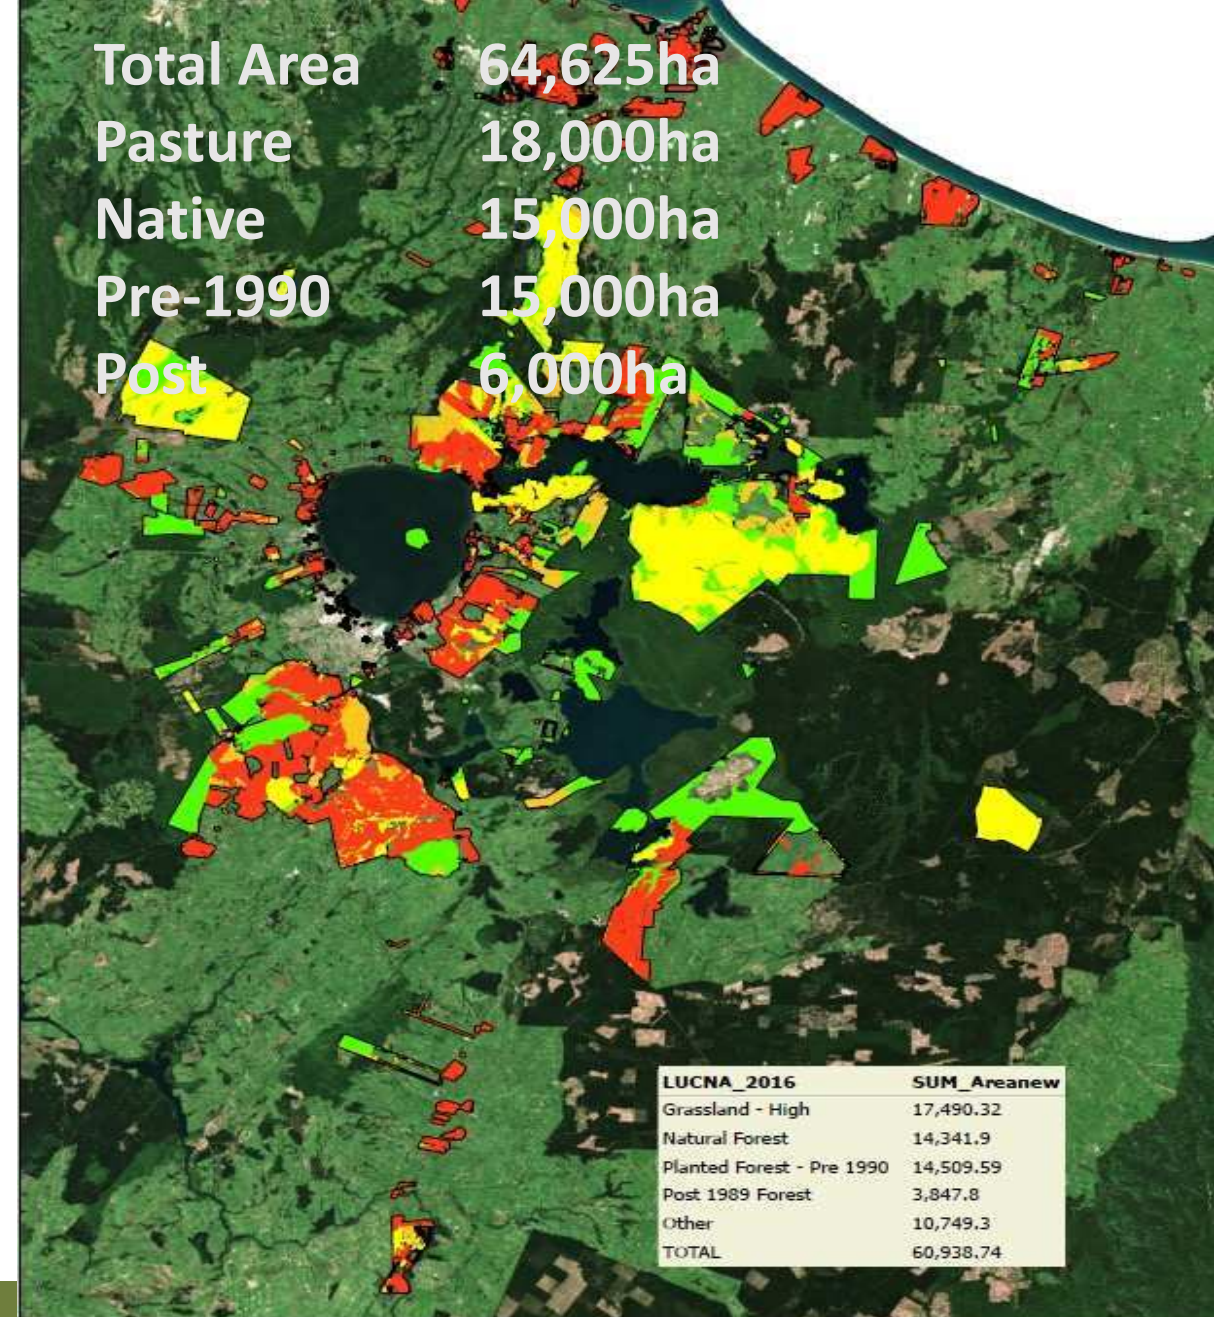 Total Area 64,625ha
Pasture 18,000ha
Native 15,000ha
Pre-1990 15,000ha
Post 6,000ha
LUCNA_2016 SUM_Areanew
Grassland - High 17,490.32
Natural Forest 14,341.9
Planted Forest - Pre 1990 14,509.59
Post 1989 Forest 3,847.8
Other 10,749.3
TOTAL 60,938.74